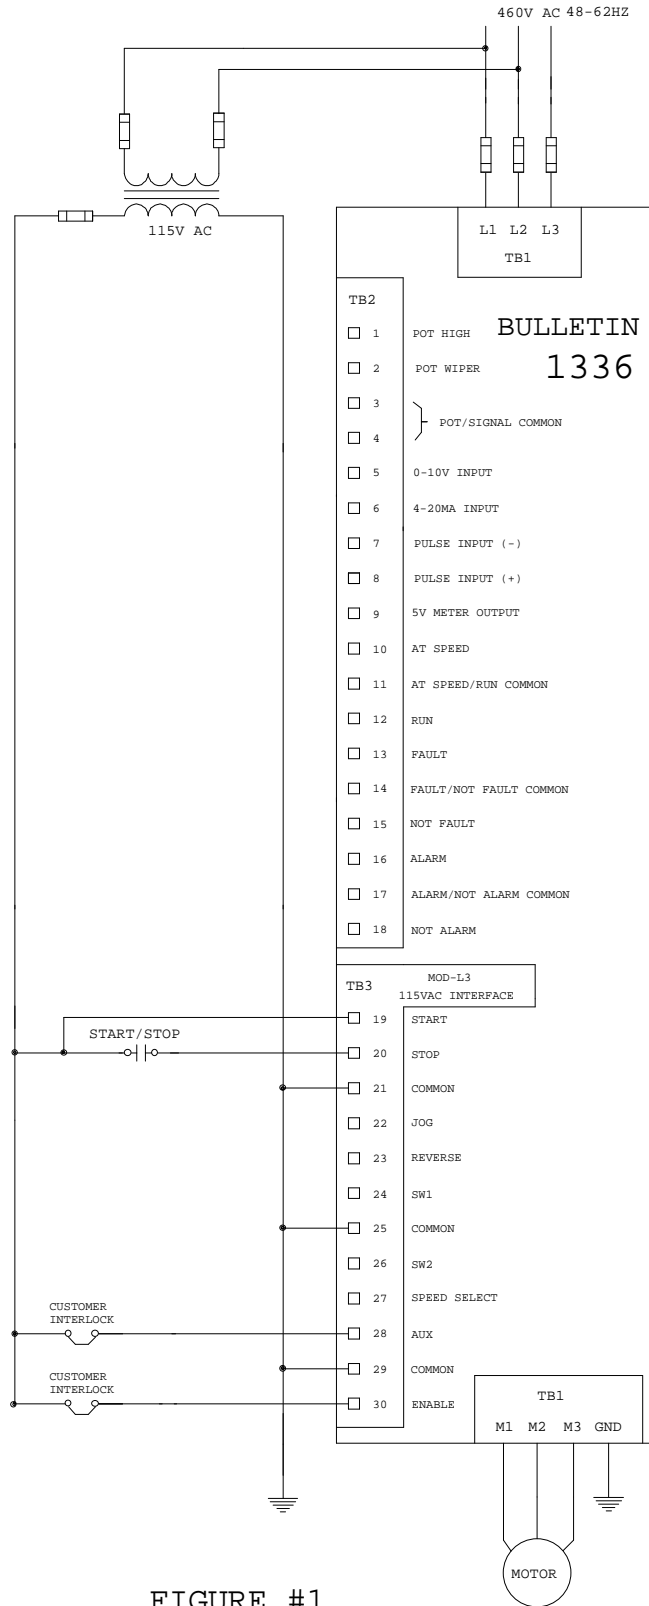 460V AC 48-62HZ
115V AC
L1 L2 L3
TB1
TB2
BULLETIN
1336
1 POT HIGH
2 POT WIPER
3
POT/SIGNAL COMMON
4
5 0-10V INPUT
6 4-20MA INPUT
7 PULSE INPUT (-)
8 PULSE INPUT (+)
9 5V METER OUTPUT
10 AT SPEED
11 AT SPEED/RUN COMMON
12 RUN
13 FAULT
14 FAULT/NOT FAULT COMMON
15 NOT FAULT
16 ALARM
17 ALARM/NOT ALARM COMMON
18 NOT ALARM
TB3
MOD-L3
115VAC INTERFACE
19 START
START/STOP
20 STOP
21 COMMON
22 JOG
23 REVERSE
24 SW1
25 COMMON
26 SW2
27 SPEED SELECT
CUSTOMER
INTERLOCK
28 AUX
29 COMMON
CUSTOMER
INTERLOCK
30 ENABLE
TB1
M1 M2 M3 GND
MOTOR
FIGURE #1